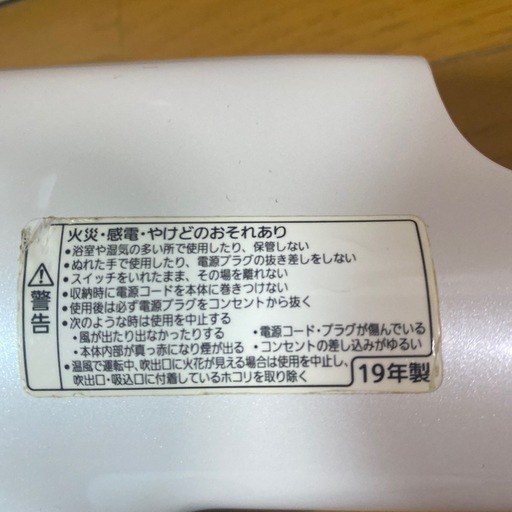 警告
火災・感電・やけどのおそれあり
•浴室や湿気の多い所で使用したり、保管しない
•ぬれた手で使用したり、電源プラグの抜き差しをしない
•スイッチをいれたまま、その場を離れない
•収納時に電源コードを本体に巻きつけない
•使用後は必ず電源プラグをコンセントから抜く
•次のような時は使用を中止する
・風が出たり出なかったりする ・電源コード・プラグが傷んでいる
・本体内部が真っ赤になり煙が出る ・コンセントの差し込みがゆるい
•温風で運転中、吹出口に火花が見える場合は使用を中止し、
吹出口・吸込口に付着しているホコリを取り除く
19年製